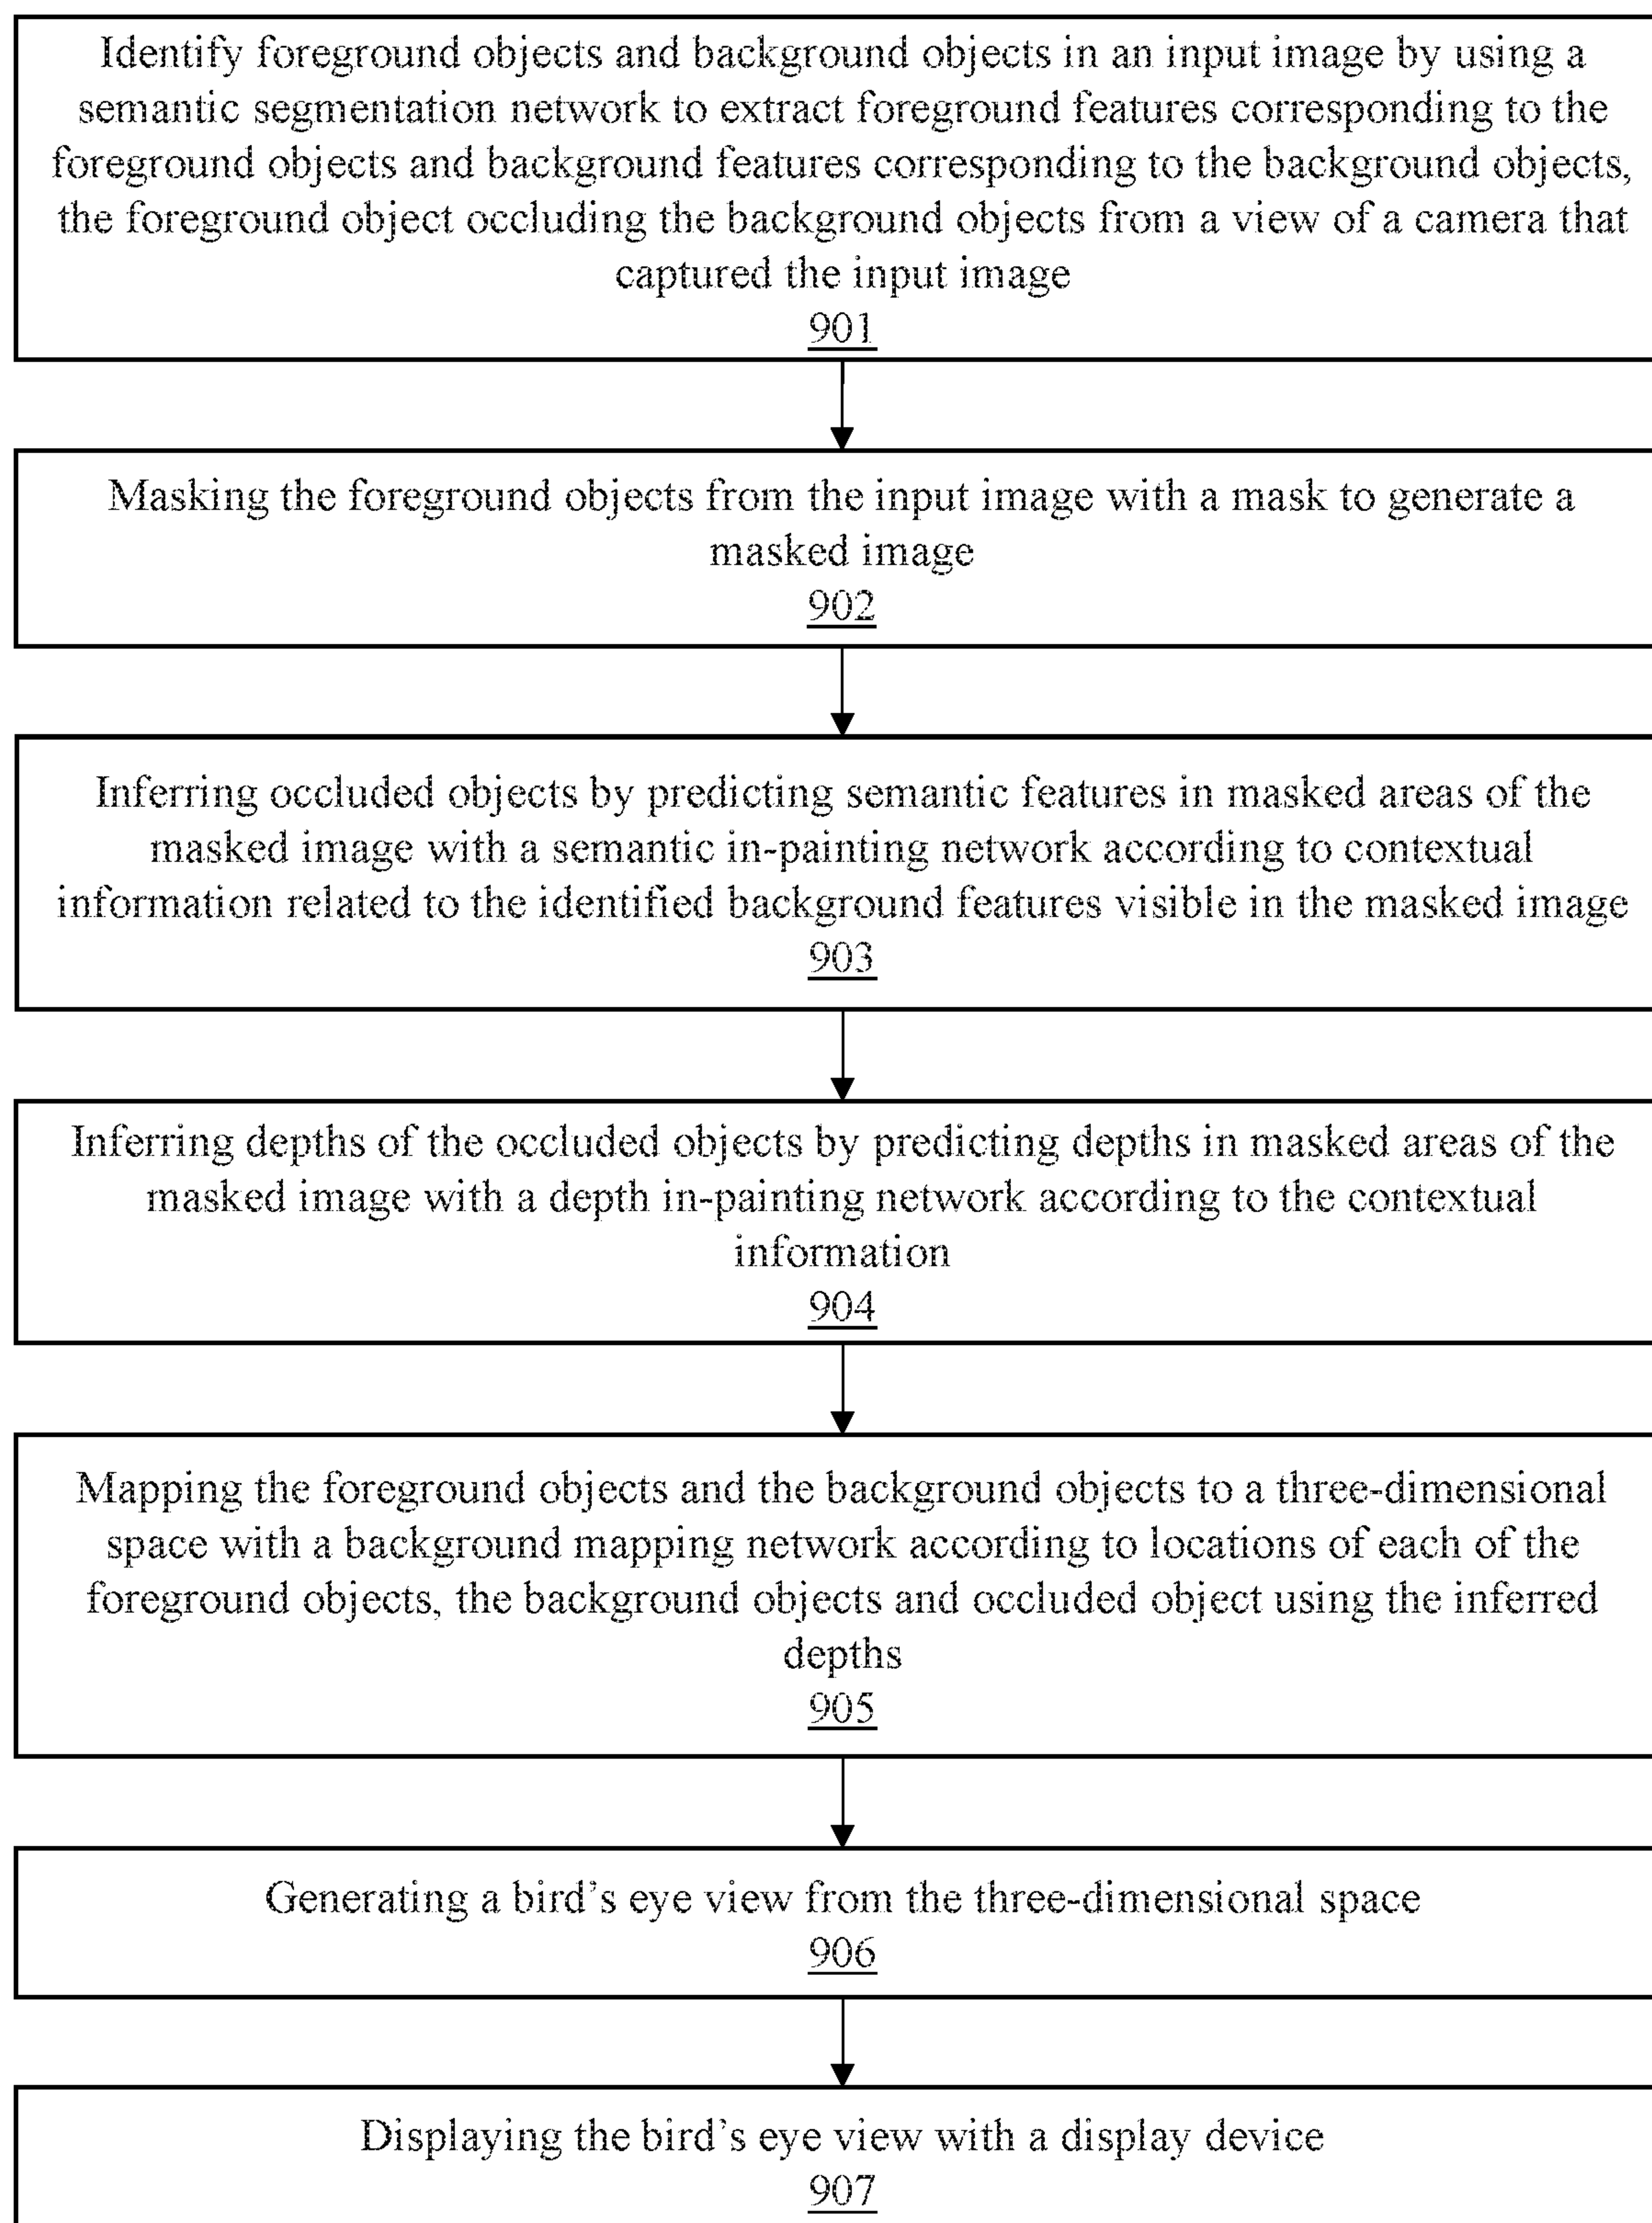 Identify foreground objects and background objects in an input image by using a
semantic segmentation network to extract foreground features corresponding to the
foreground objects and background features corresponding to the background objects,
the foreground object occluding the background objects from a view of a camera that
captured the input image
901
Masking the foreground objects from the input image with a mask to generate a
masked image
902
Inferring occluded objects by predicting semantic features in masked areas of the
masked image with a semantic in-painting network according to contextual
information related to the identified background features visible in the masked image
903
Inferring depths of the occluded objects by predicting depths in masked areas of the
masked image with a depth in-painting network according to the contextual
information
904
Mapping the foreground objects and the background objects to a three-dimensional
space with a background mapping network according to locations of each of the
foreground objects, the background objects and occluded object using the inferred
depths
905
Generating a bird's eye view from the three-dimensional space
906
Displaying the bird's eye view with a display device
907